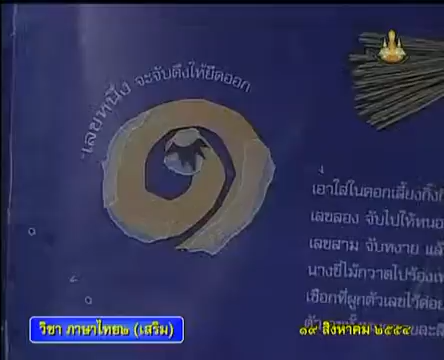 "เลขหนึ่ง จะจับดึงให้ยืดออก
๑
เอาใส่ในคอกเลี้ยงกิ้งกื
เลขสอง จับไปให้หนอ
เลขสาม จับหงาย แล้
นางชีไม้กวาดไปร้องเ
เชือกที่ผูกตัวเลขไว้ค่อย
วิชา ภาษาไทย๒ (เสริม)
๑๙ สิงหาคม ๒๕๕๔